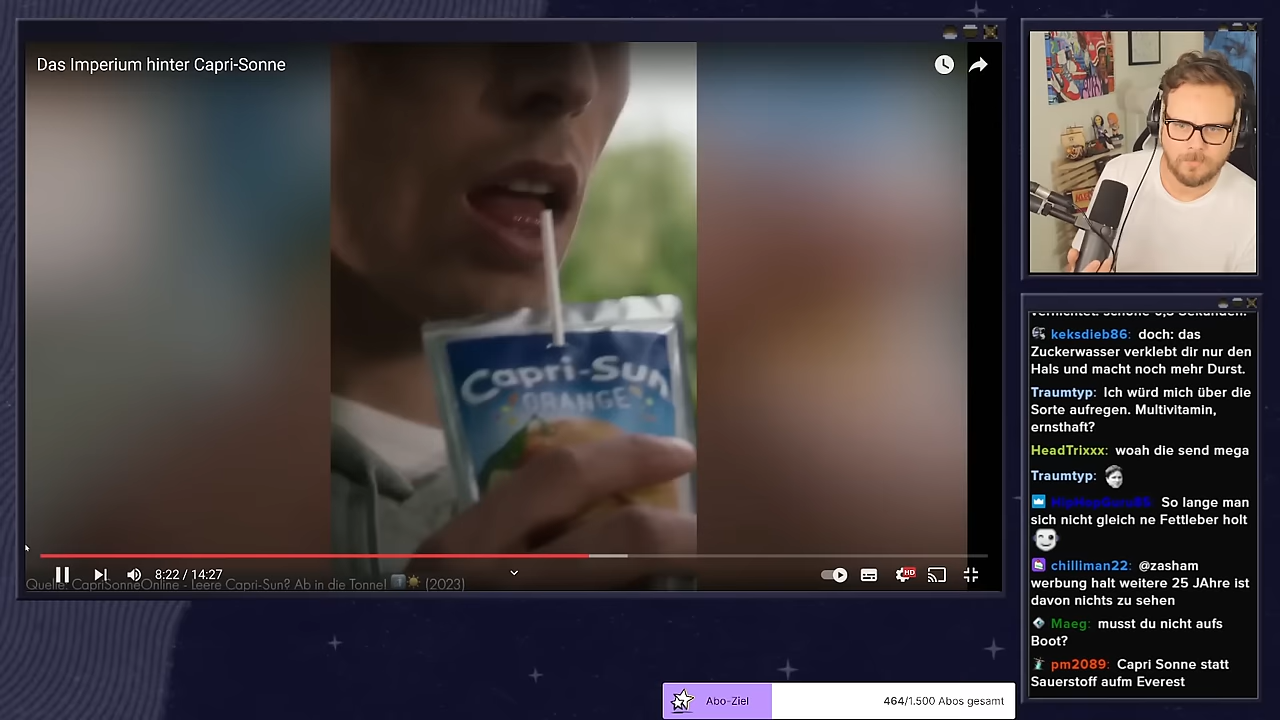 Das Imperium hinter Capri-Sonne
Capri-Sun
ORANGE
8:22 / 14:27
HD
Quelle: CapriSonneOnline - Leere Capri-Sun? Ab in die Tonne! (2023)
keksdieb86: doch: das
Zuckerwasser verklebt dir nur den
Hals und macht noch mehr Durst.
Traumtyp: Ich würd mich über die
Sorte aufregen. Multivitamin,
ernsthaft?
HeadTrixxx: woah die send mega
Traumtyp:
So lange man
sich nicht gleich ne Fettleber holt
chilliman22: @zasham
werbung halt weitere 25 JAhre ist
davon nichts zu sehen
Maeg: musst du nicht aufs
Boot?
pm2089: Capri Sonne statt
Sauerstoff aufm Everest
Abo-Ziel
464/1.500 Abos gesamt